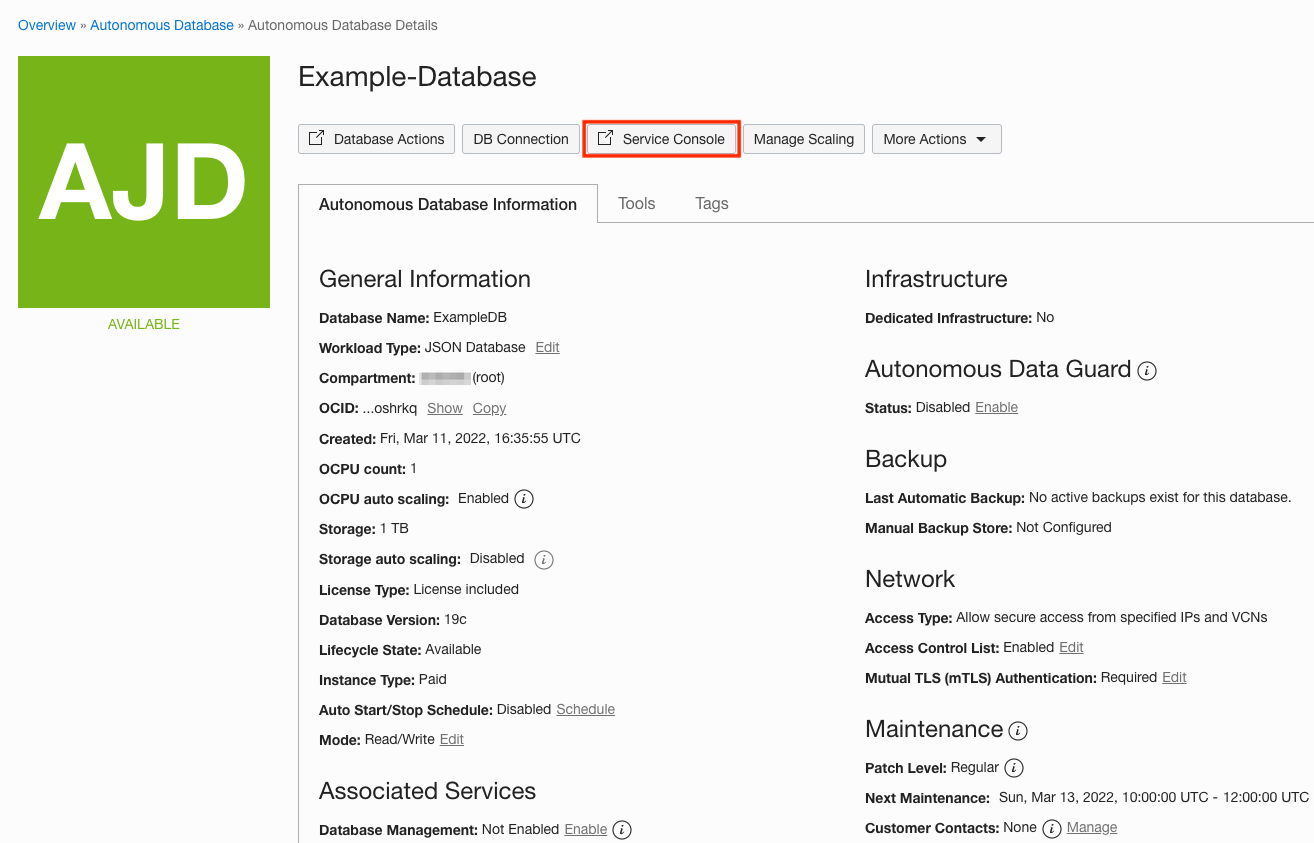 Overview » Autonomous Database » Autonomous Database Details
AJD
AVAILABLE
Example-Database
Database Actions
DB Connection
Service Console
Manage Scaling
More Actions
Autonomous Database Information
Tools
Tags
General Information
Database Name: ExampleDB
Workload Type: JSON Database Edit
Compartment: (root)
OCID: ...oshrkq Show Copy
Created: Fri, Mar 11, 2022, 16:35:55 UTC
OCPU count: 1
OCPU auto scaling: Enabled i
Storage: 1 TB
Storage auto scaling: Disabled i
License Type: License included
Database Version: 19c
Lifecycle State: Available
Instance Type: Paid
Auto Start/Stop Schedule: Disabled Schedule
Mode: Read/Write Edit
Associated Services
Database Management: Not Enabled Enable i
Infrastructure
Dedicated Infrastructure: No
Autonomous Data Guard i
Status: Disabled Enable
Backup
Last Automatic Backup: No active backups exist for this database.
Manual Backup Store: Not Configured
Network
Access Type: Allow secure access from specified IPs and VCNs
Access Control List: Enabled Edit
Mutual TLS (mTLS) Authentication: Required Edit
Maintenance i
Patch Level: Regular i
Next Maintenance: Sun, Mar 13, 2022, 10:00:00 UTC - 12:00:00 UTC
Customer Contacts: None i Manage